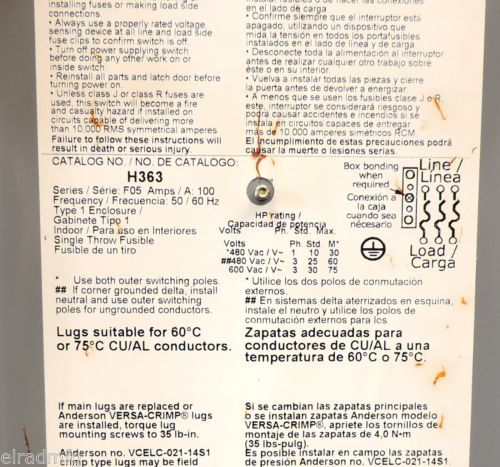 installing fuses or making load side
connections.
• Always use a properly rated voltage
sensing device at all line and load side
fuse clips to confirm switch is off
• Turn off power supplying switch
before doing any other work on or
inside switch.
• Reinstall all parts and latch door before
turning power on.
• Unless class J or class R fuses are
used, this switch will become a fire
and casualty hazard if installed on
circuits capable of delivering more
than 10,000 RMS symmetrical amperes
Failure to follow these instructions will
result in death or serious injury.
en el lado de carga
• Confirme siempre que el interruptor está
apagado, utilizando un dispositivo que
mida la tensión en todos los portafusibles
instalados en el lado de línea y de carga.
• Desconecte toda la alimentación al interruptor
antes de realizar cualquier otro trabajo sobre
éste o en su interior.
• Vuelva a instalar todas las piezas y cierre
la puerta antes de devolver a energizar.
• A menos que se usen los fusibles clase J o R
este, interruptor se considerará riesgoso y
podrá causar accidentes e incendios si se
instala en circuitos capaces de entregar
más de 10 000 amperes simétricos RCM
El incumplimiento de estas precauciones podrá
causar la muerte o lesiones serias.
CATALOG NO. / NO. DE CATALOGO:
H363
Series / Série: F05 Amps / A: 100
Frequency / Frecuencia: 50 / 60 Hz
Type 1 Enclosure /
Gabinete Tipo 1
Indoor / Para uso en Interiores
Single Throw Fusible
Fusible de un tiro
HP rating /
Capacidad de potencia
Volts Ph. Std. Max.
Volts Ph. Std. M*
*480 Vac / V~ 1 10 30
##480 Vac / V~ 3 25 60
600 Vac / V~ 3 30 75
Box bonding
when
required
Conexión a
la caja
cuando sea
necesario
Line /
Línea
Load /
Carga
* Use both outer switching poles.
## If corner grounded delta, install
neutral and use outer switching
poles for ungrounded conductors.
* Utilice los dos polos de conmutación
externos.
## En sistemas delta aterrizados en esquina,
instale el neutro y utilice los polos de
conmutación externos para los
Lugs suitable for 60°C
or 75°C CU/AL conductors.
Zapatas adecuadas para
conductores de CU/AL a una
temperatura de 60°C o 75°C.
If main lugs are replaced or
Anderson VERSA-CRIMP® lugs
are installed, torque lug
mounting screws to 35 lb-in.
Anderson no. VCELC-021-14S1
crimp type lugs may be field
Si se cambian las zapatas principales
o se instalan zapatas Anderson modelo
VERSA-CRIMP®, apriete los tornillos de
montaje de las zapatas de 4,0 N•m
(35 lbs-pulg).
Es posible instalar en campo las zapatas
de presión Anderson no. VCELC-021-14S1